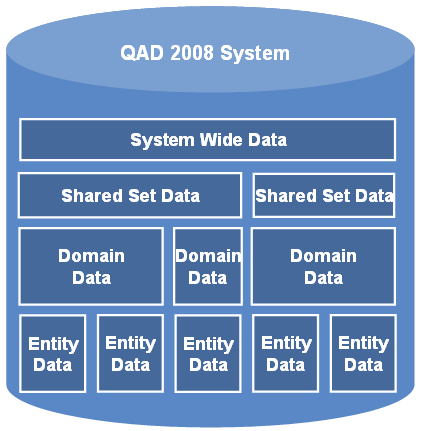 QAD 2008 System
System Wide Data
Shared Set Data
Shared Set Data
Domain
Data
Domain
Data
Domain
Data
Entity
Data
Entity
Data
Entity
Data
Entity
Data
Entity
Data